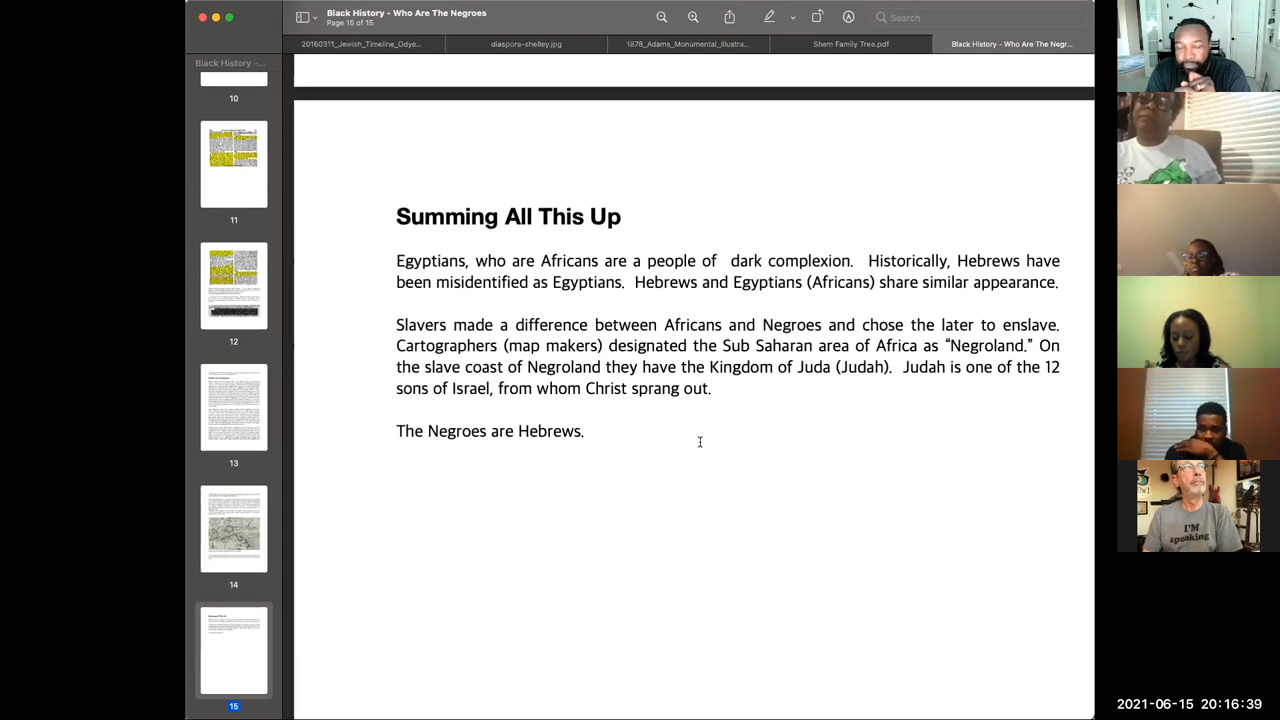 Black History - Who Are The Negroes
Page 15 of 15
Search
20160311_Jewish_Timeline_Odye...
diaspora-shelley.jpg
1878_Adams_Monumental_Illustra...
Shem Family Tree.pdf
Black History - Who Are The Negr...
Black History -...
10
11
12
13
14
15
Summing All This Up
Egyptians, who are Africans are a people of dark complexion. Historically, Hebrews have
been misidentified as Egyptians. Hebrews and Egyptians (Africans) share similar appearance.
Slavers made a difference between Africans and Negroes and chose the later to enslave.
Cartographers (map makers) designated the Sub Saharan area of Africa as “Negroland.” On
the slave coast of Negroland they have the Kingdom of Juda (Judah). Judah is one of the 12
sons of Israel, from whom Christ sprang out.
The Negroes are Hebrews.
I'M
speaking
2021-06-15 20:16:39